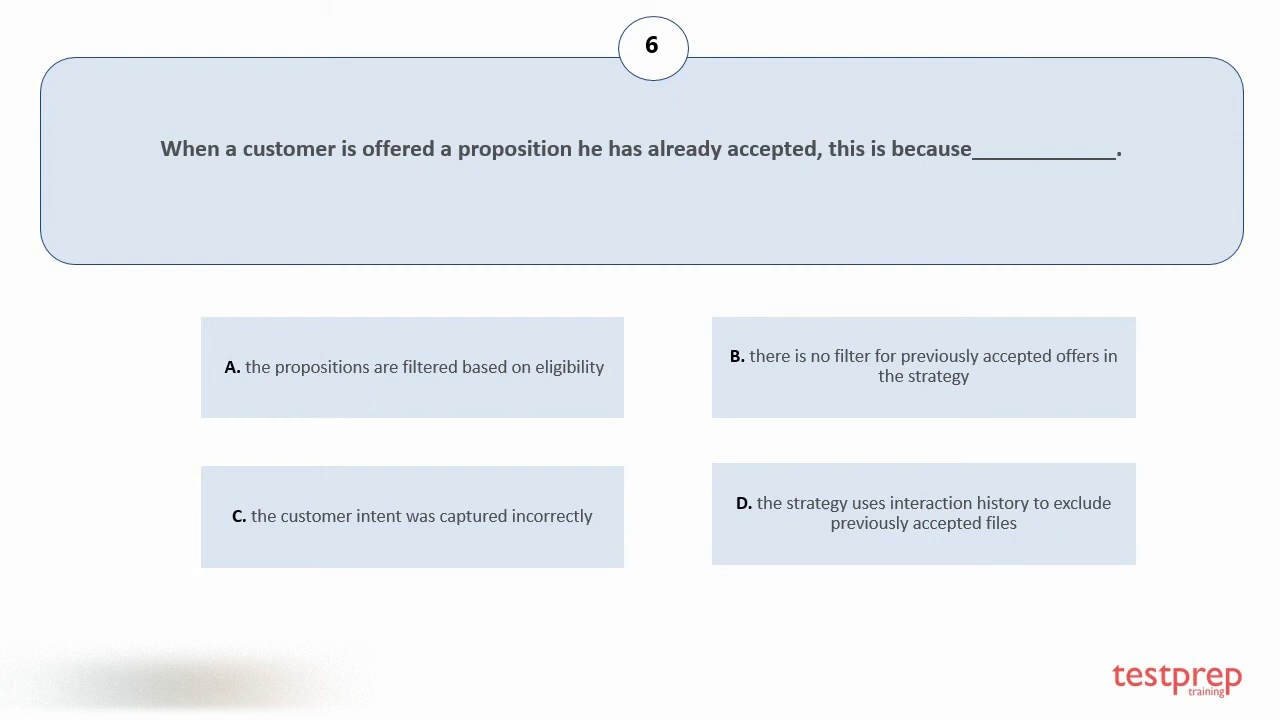 6
When a customer is offered a proposition he has already accepted, this is because_____________.
A. the propositions are filtered based on eligibility
B. there is no filter for previously accepted offers in
the strategy
C. the customer intent was captured incorrectly
D. the strategy uses interaction history to exclude
previously accepted files
testprep
training